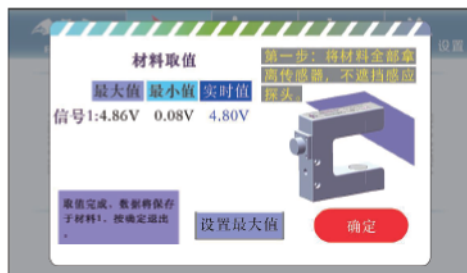 设置
材料取值
第一步：将材料全部拿
离传感器，不遮挡感应
探头。
最大值 最小值 实时值
信号1:4.86V 0.08V 4.80V
取值完成，数据将保存
于材料1，按确定退出
。
设置最大值
确定